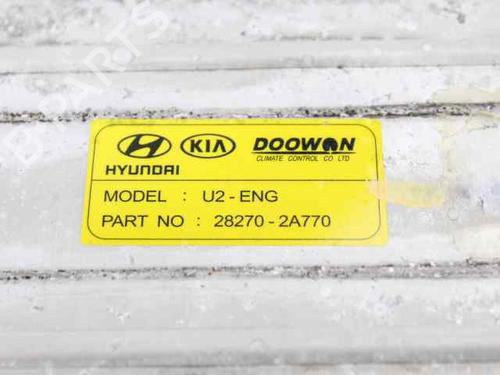 HYUNDAI KIA DOOWON
CLIMATE CONTROL CO LTD
MODEL : U2-ENG
PART NO : 28270-2A770